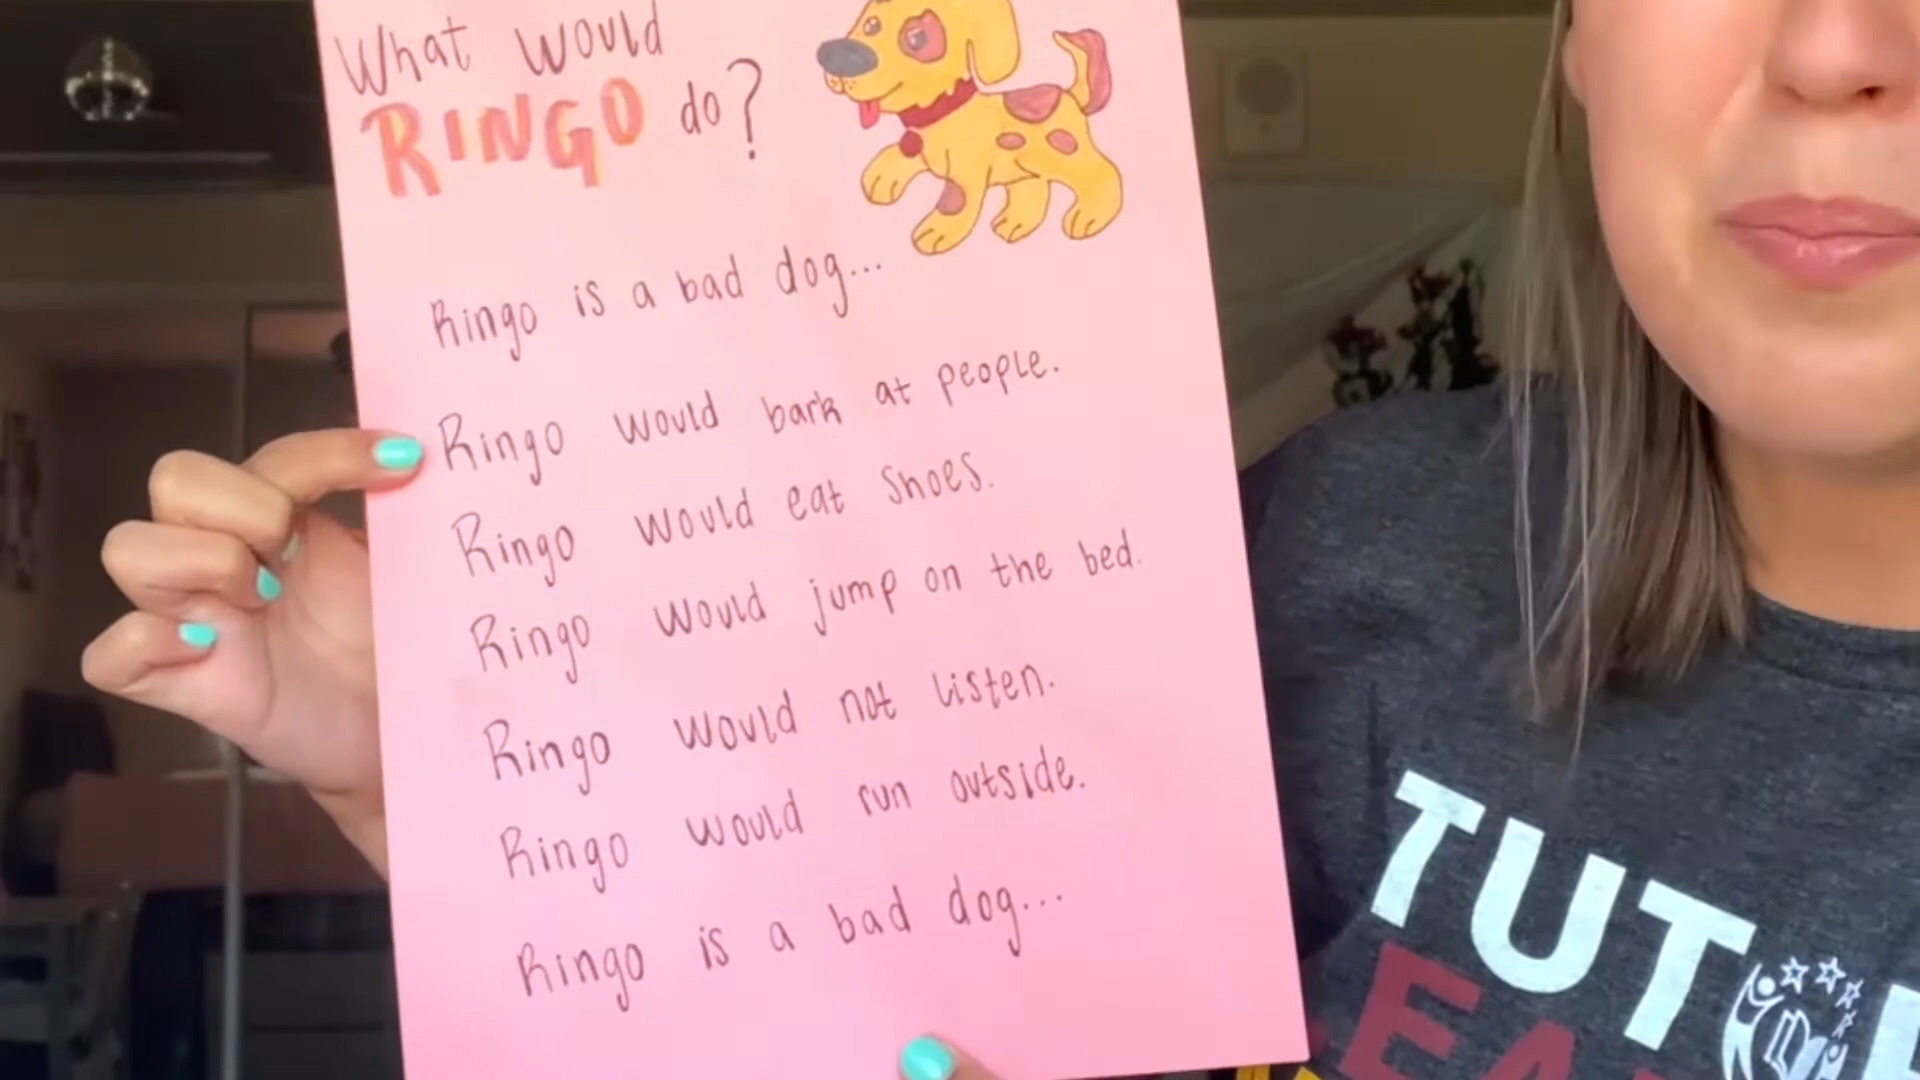 What would
RINGO do?
Ringo is a bad dog...
Ringo would bark at people.
Ringo would eat shoes.
Ringo would jump on the bed.
Ringo would not listen.
Ringo would run outside.
Ringo is a bad dog...
TUT